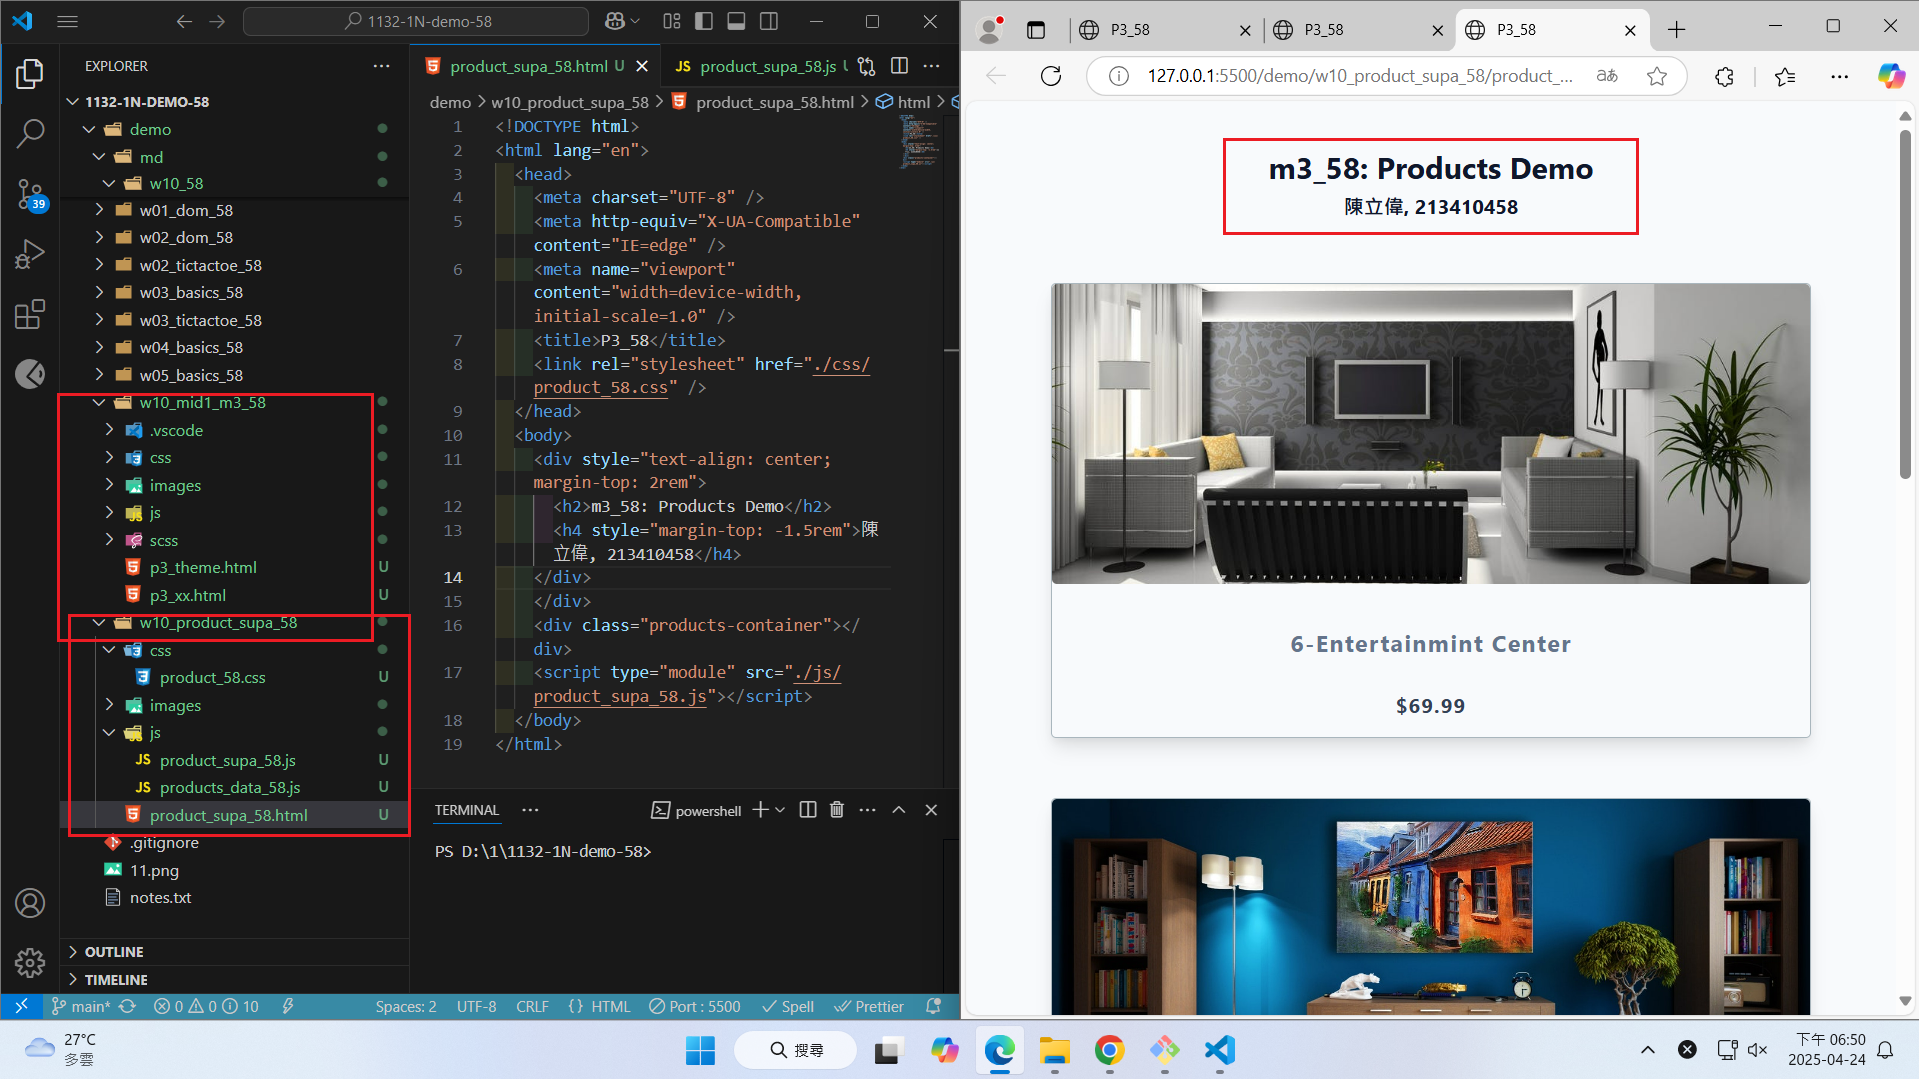 1132-1N-demo-58
EXPLORER
1132-1N-DEMO-58
demo
md
w10_58
w01_dom_58
w02_dom_58
w02_tictactoe_58
w03_basics_58
w03_tictactoe_58
w04_basics_58
w05_basics_58
w10_mid1_m3_58
.vscode
css
images
js
scss
p3_theme.html U
p3_xx.html U
w10_product_supa_58
css
product_58.css U
images
js
product_supa_58.js U
products_data_58.js U
product_supa_58.html U
.gitignore
11.png
notes.txt
OUTLINE
TIMELINE
39
product_supa_58.html U
JS product_supa_58.js
demo > w10_product_supa_58 > product_supa_58.html > html >
1 <!DOCTYPE html>
2 <html lang="en">
3 <head>
4 <meta charset="UTF-8" />
5 <meta http-equiv="X-UA-Compatible"
content="IE=edge" />
6 <meta name="viewport"
content="width=device-width,
initial-scale=1.0" />
7 <title>P3_58</title>
8 <link rel="stylesheet" href="./css/
product_58.css" />
9 </head>
10 <body>
11 <div style="text-align: center;
margin-top: 2rem">
12 <h2>m3_58: Products Demo</h2>
13 <h4 style="margin-top: -1.5rem">陳
立偉, 213410458</h4>
14 </div>
15 </div>
16 <div class="products-container"></
div>
17 <script type="module" src="./js/
product_supa_58.js"></script>
18 </body>
19 </html>
TERMINAL
powershell
PS D:\1\1132-1N-demo-58>
main* 0 0 10 Spaces: 2 UTF-8 CRLF {} HTML Port : 5500 Spell Prettier
P3_58
P3_58
P3_58
127.0.0.1:5500/demo/w10_product_supa_58/product_...
m3_58: Products Demo
陳立偉, 213410458
6-Entertainmint Center
$69.99
27°C
多雲
搜尋
下午 06:50
2025-04-24